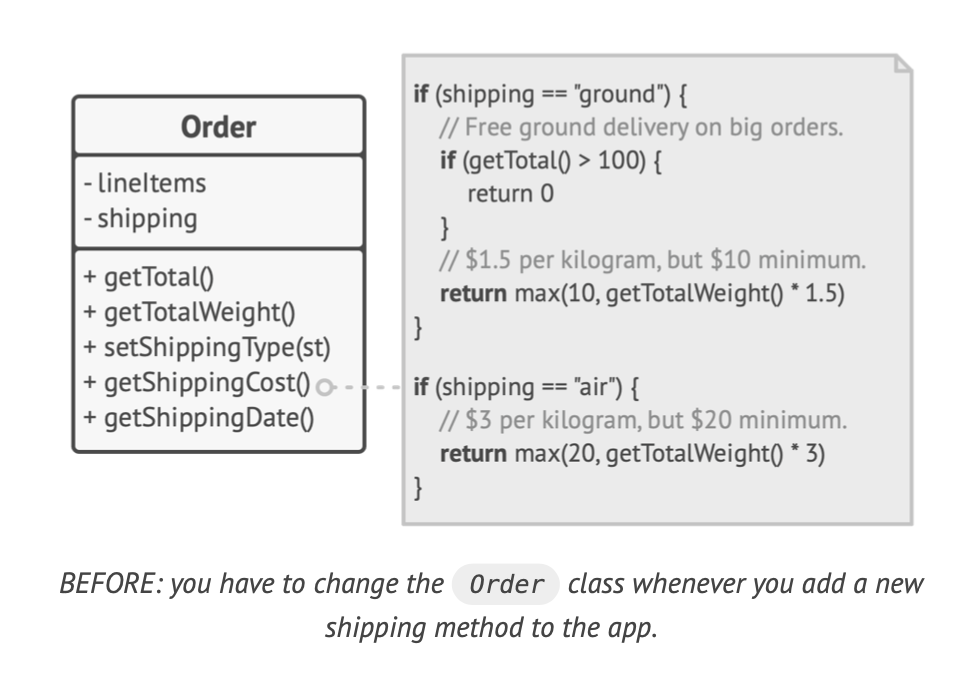 Order
- lineItems
- shipping
+ getTotal()
+ getTotalWeight()
+ setShippingType(st)
+ getShippingCost()
+ getShippingDate()
if (shipping == "ground") {
// Free ground delivery on big orders.
if (getTotal() > 100) {
return 0
}
// $1.5 per kilogram, but $10 minimum.
return max(10, getTotalWeight() * 1.5)
}
if (shipping == "air") {
// $3 per kilogram, but $20 minimum.
return max(20, getTotalWeight() * 3)
}
BEFORE: you have to change the Order class whenever you add a new
shipping method to the app.